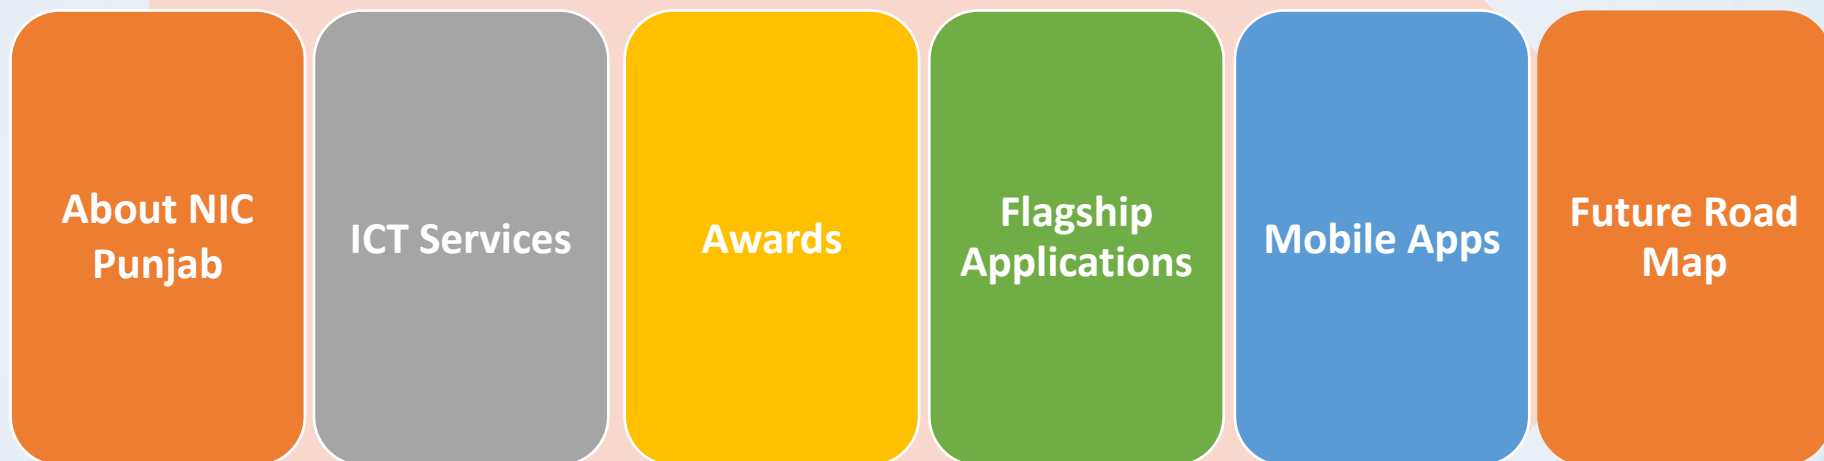 About NIC
Punjab
ICT Services
Awards
Flagship
Applications
Mobile Apps
Future Road
Map